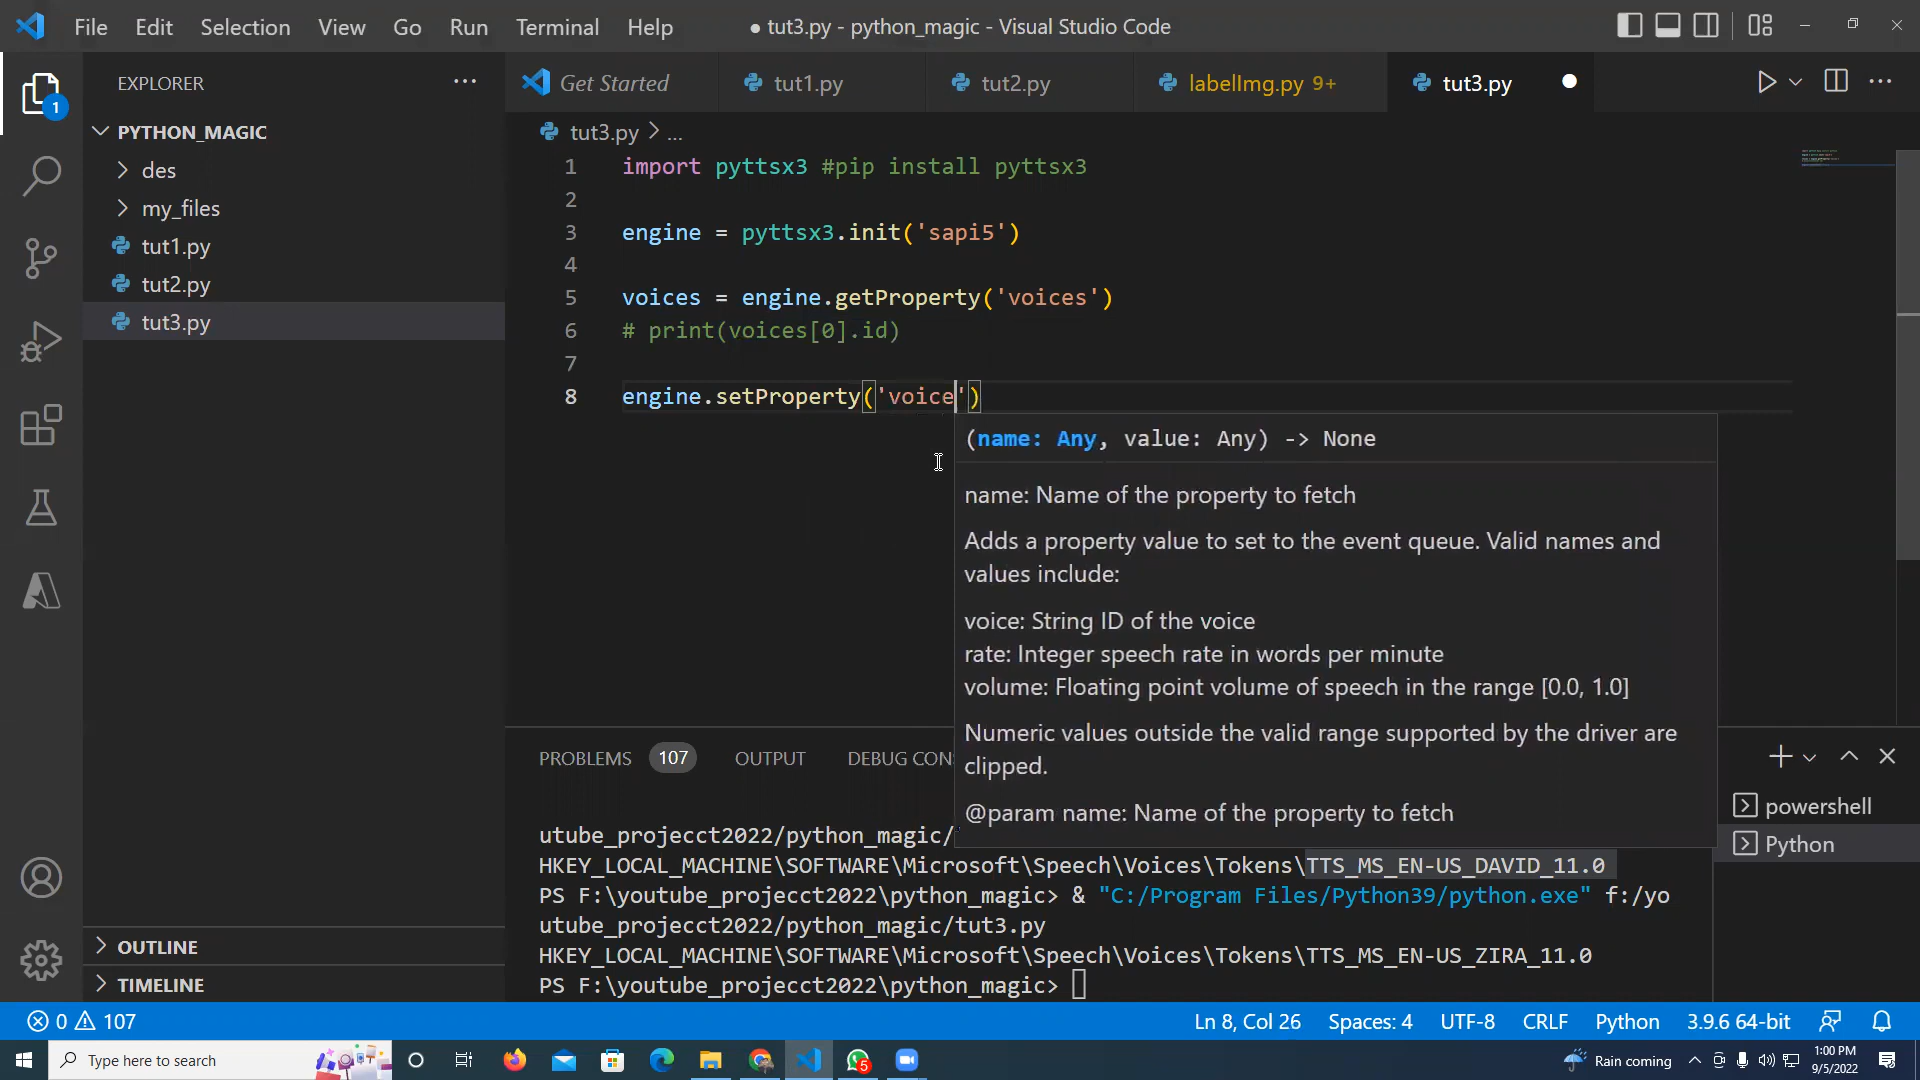 File Edit Selection View Go Run Terminal Help
● tut3.py - python_magic - Visual Studio Code
EXPLORER ...
Get Started tut1.py tut2.py labelImg.py 9+ tut3.py
1
PYTHON_MAGIC
des
my_files
tut1.py
tut2.py
tut3.py
tut3.py > ...
1 import pyttsx3 #pip install pyttsx3
2
3 engine = pyttsx3.init('sapi5')
4
5 voices = engine.getProperty('voices')
6 # print(voices[0].id)
7
8 engine.setProperty('voice')
(name: Any, value: Any) -> None
name: Name of the property to fetch
Adds a property value to set to the event queue. Valid names and
values include:
voice: String ID of the voice
rate: Integer speech rate in words per minute
volume: Floating point volume of speech in the range [0.0, 1.0]
Numeric values outside the valid range supported by the driver are
clipped.
@param name: Name of the property to fetch
PROBLEMS 107 OUTPUT DEBUG CON
utube_projecct2022/python_magic/
HKEY_LOCAL_MACHINE\SOFTWARE\Microsoft\Speech\Voices\Tokens\TTS_MS_EN-US_DAVID_11.0
PS F:\youtube_projecct2022\python_magic> & "C:/Program Files/Python39/python.exe" f:/yo
utube_projecct2022/python_magic/tut3.py
HKEY_LOCAL_MACHINE\SOFTWARE\Microsoft\Speech\Voices\Tokens\TTS_MS_EN-US_ZIRA_11.0
PS F:\youtube_projecct2022\python_magic>
powershell
Python
OUTLINE
TIMELINE
0 107
Ln 8, Col 26 Spaces: 4 UTF-8 CRLF Python 3.9.6 64-bit
Type here to search
5
Rain coming
1:00 PM
9/5/2022